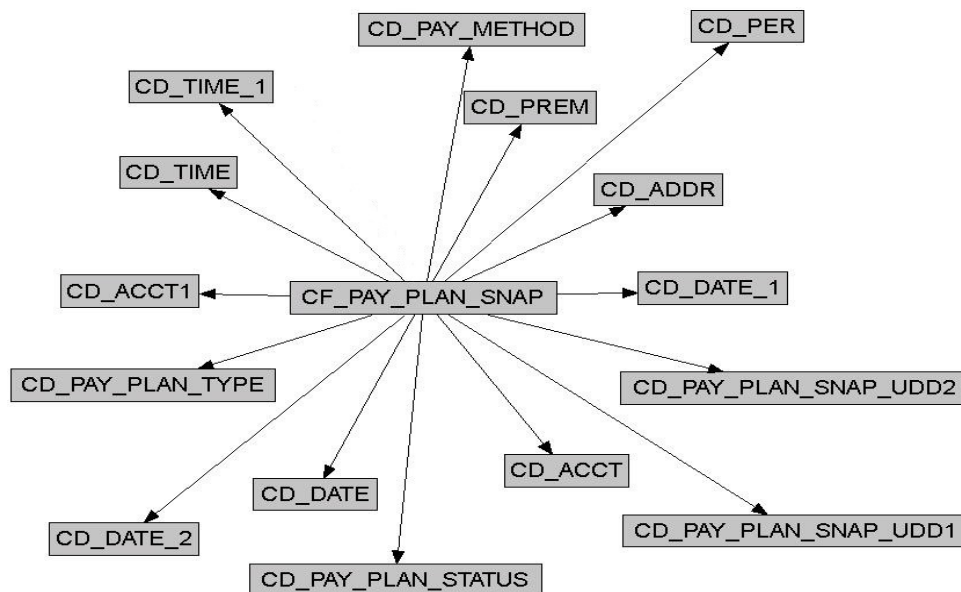 CD_PAY_METHOD
CD_PER
CD_TIME_1
CD_PREM
CD_TIME
CD_ADDR
CD_ACCT1
CF_PAY_PLAN_SNAP
CD_DATE_1
CD_PAY_PLAN_TYPE
CD_PAY_PLAN_SNAP_UDD2
CD_ACCT
CD_DATE
CD_DATE_2
CD_PAY_PLAN_SNAP_UDD1
CD_PAY_PLAN_STATUS